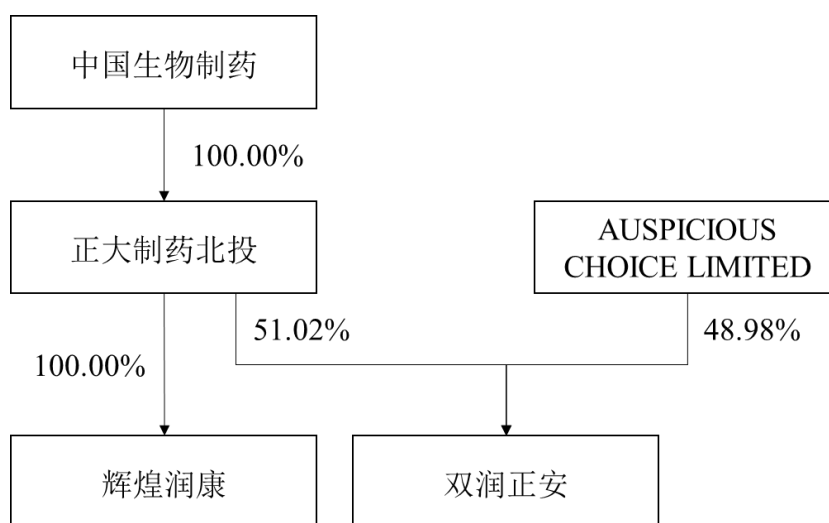 中国生物制药
100.00%
正大制药北投
AUSPICIOUS
CHOICE LIMITED
51.02%
48.98%
100.00%
辉煌润康
双润正安